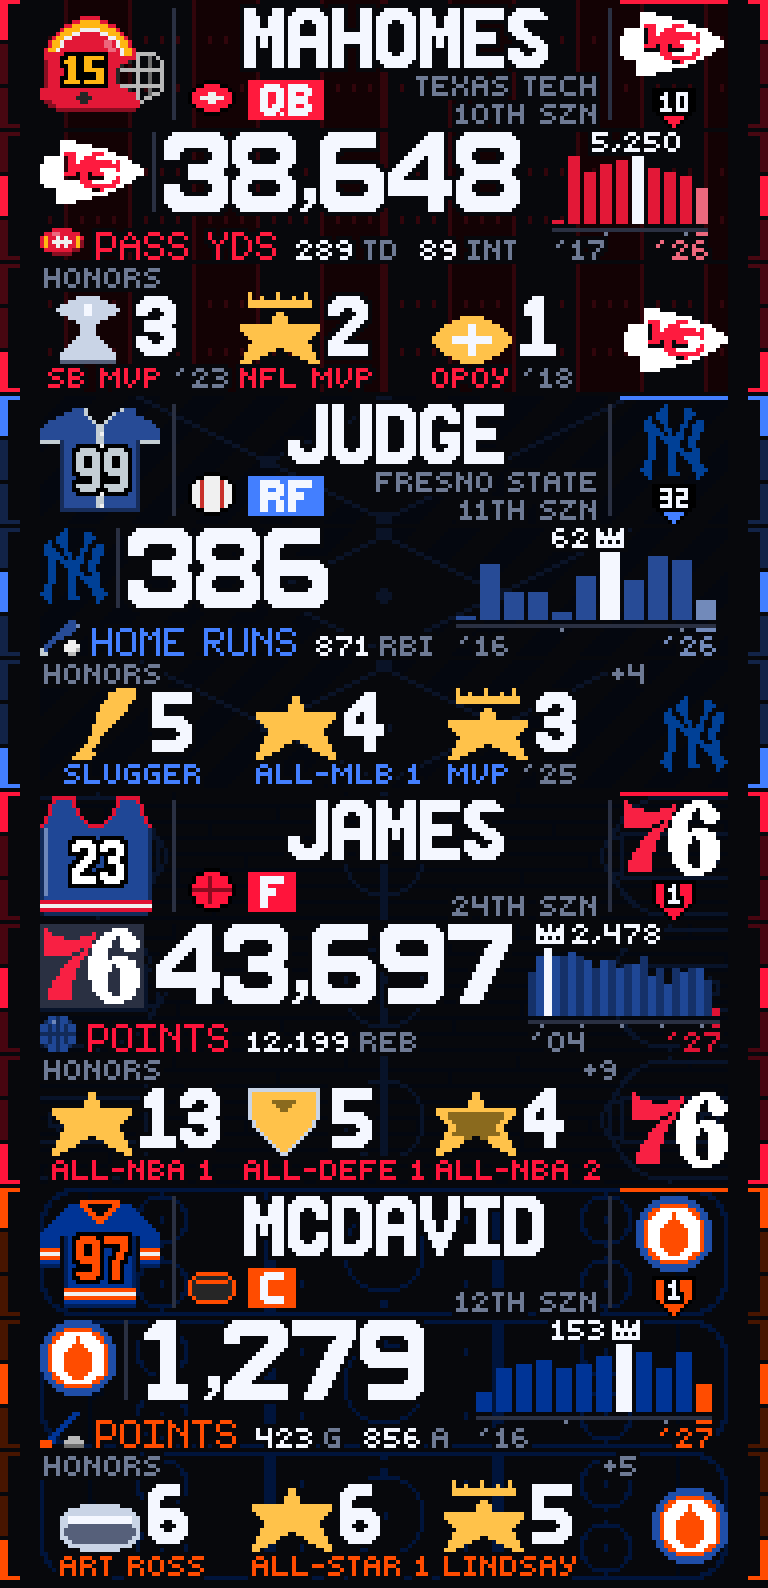 15
MAHOMES
KC
QB
TEXAS TECH
10TH SZN
10
KC
38,648
5,250
PASS YDS 289 TD 89 INT
'17 '26
HONORS
3 2 1
KC
SB MVP '23 NFL MVP OPOY '18
99
JUDGE
NY
RF
FRESNO STATE
11TH SZN
32
NY
386
62
HOME RUNS 871 RBI
'16 '26
HONORS +4
5 4 3
NY
SLUGGER ALL-MLB 1 MVP '25
23
JAMES
76
F
24TH SZN
1
76
43,697
2,478
POINTS 12,199 REB
'04 '27
HONORS +9
13 5 4
76
ALL-NBA 1 ALL-DEFE 1 ALL-NBA 2
97
MCDAVID
C
12TH SZN
1
1,279
153
POINTS 423 G 856 A
'16 '27
HONORS +5
6 6 5
ART ROSS ALL-STAR 1 LINDSAY